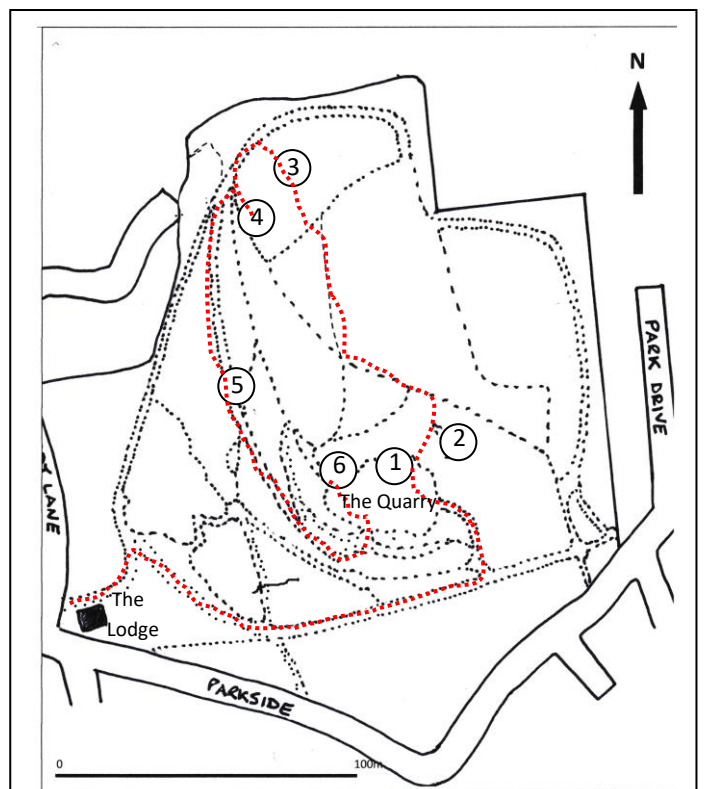 N
3
4
PARK DRIVE
5
2
1
6
The Quarry
LANE
The
Lodge
PARKSIDE
0
100m